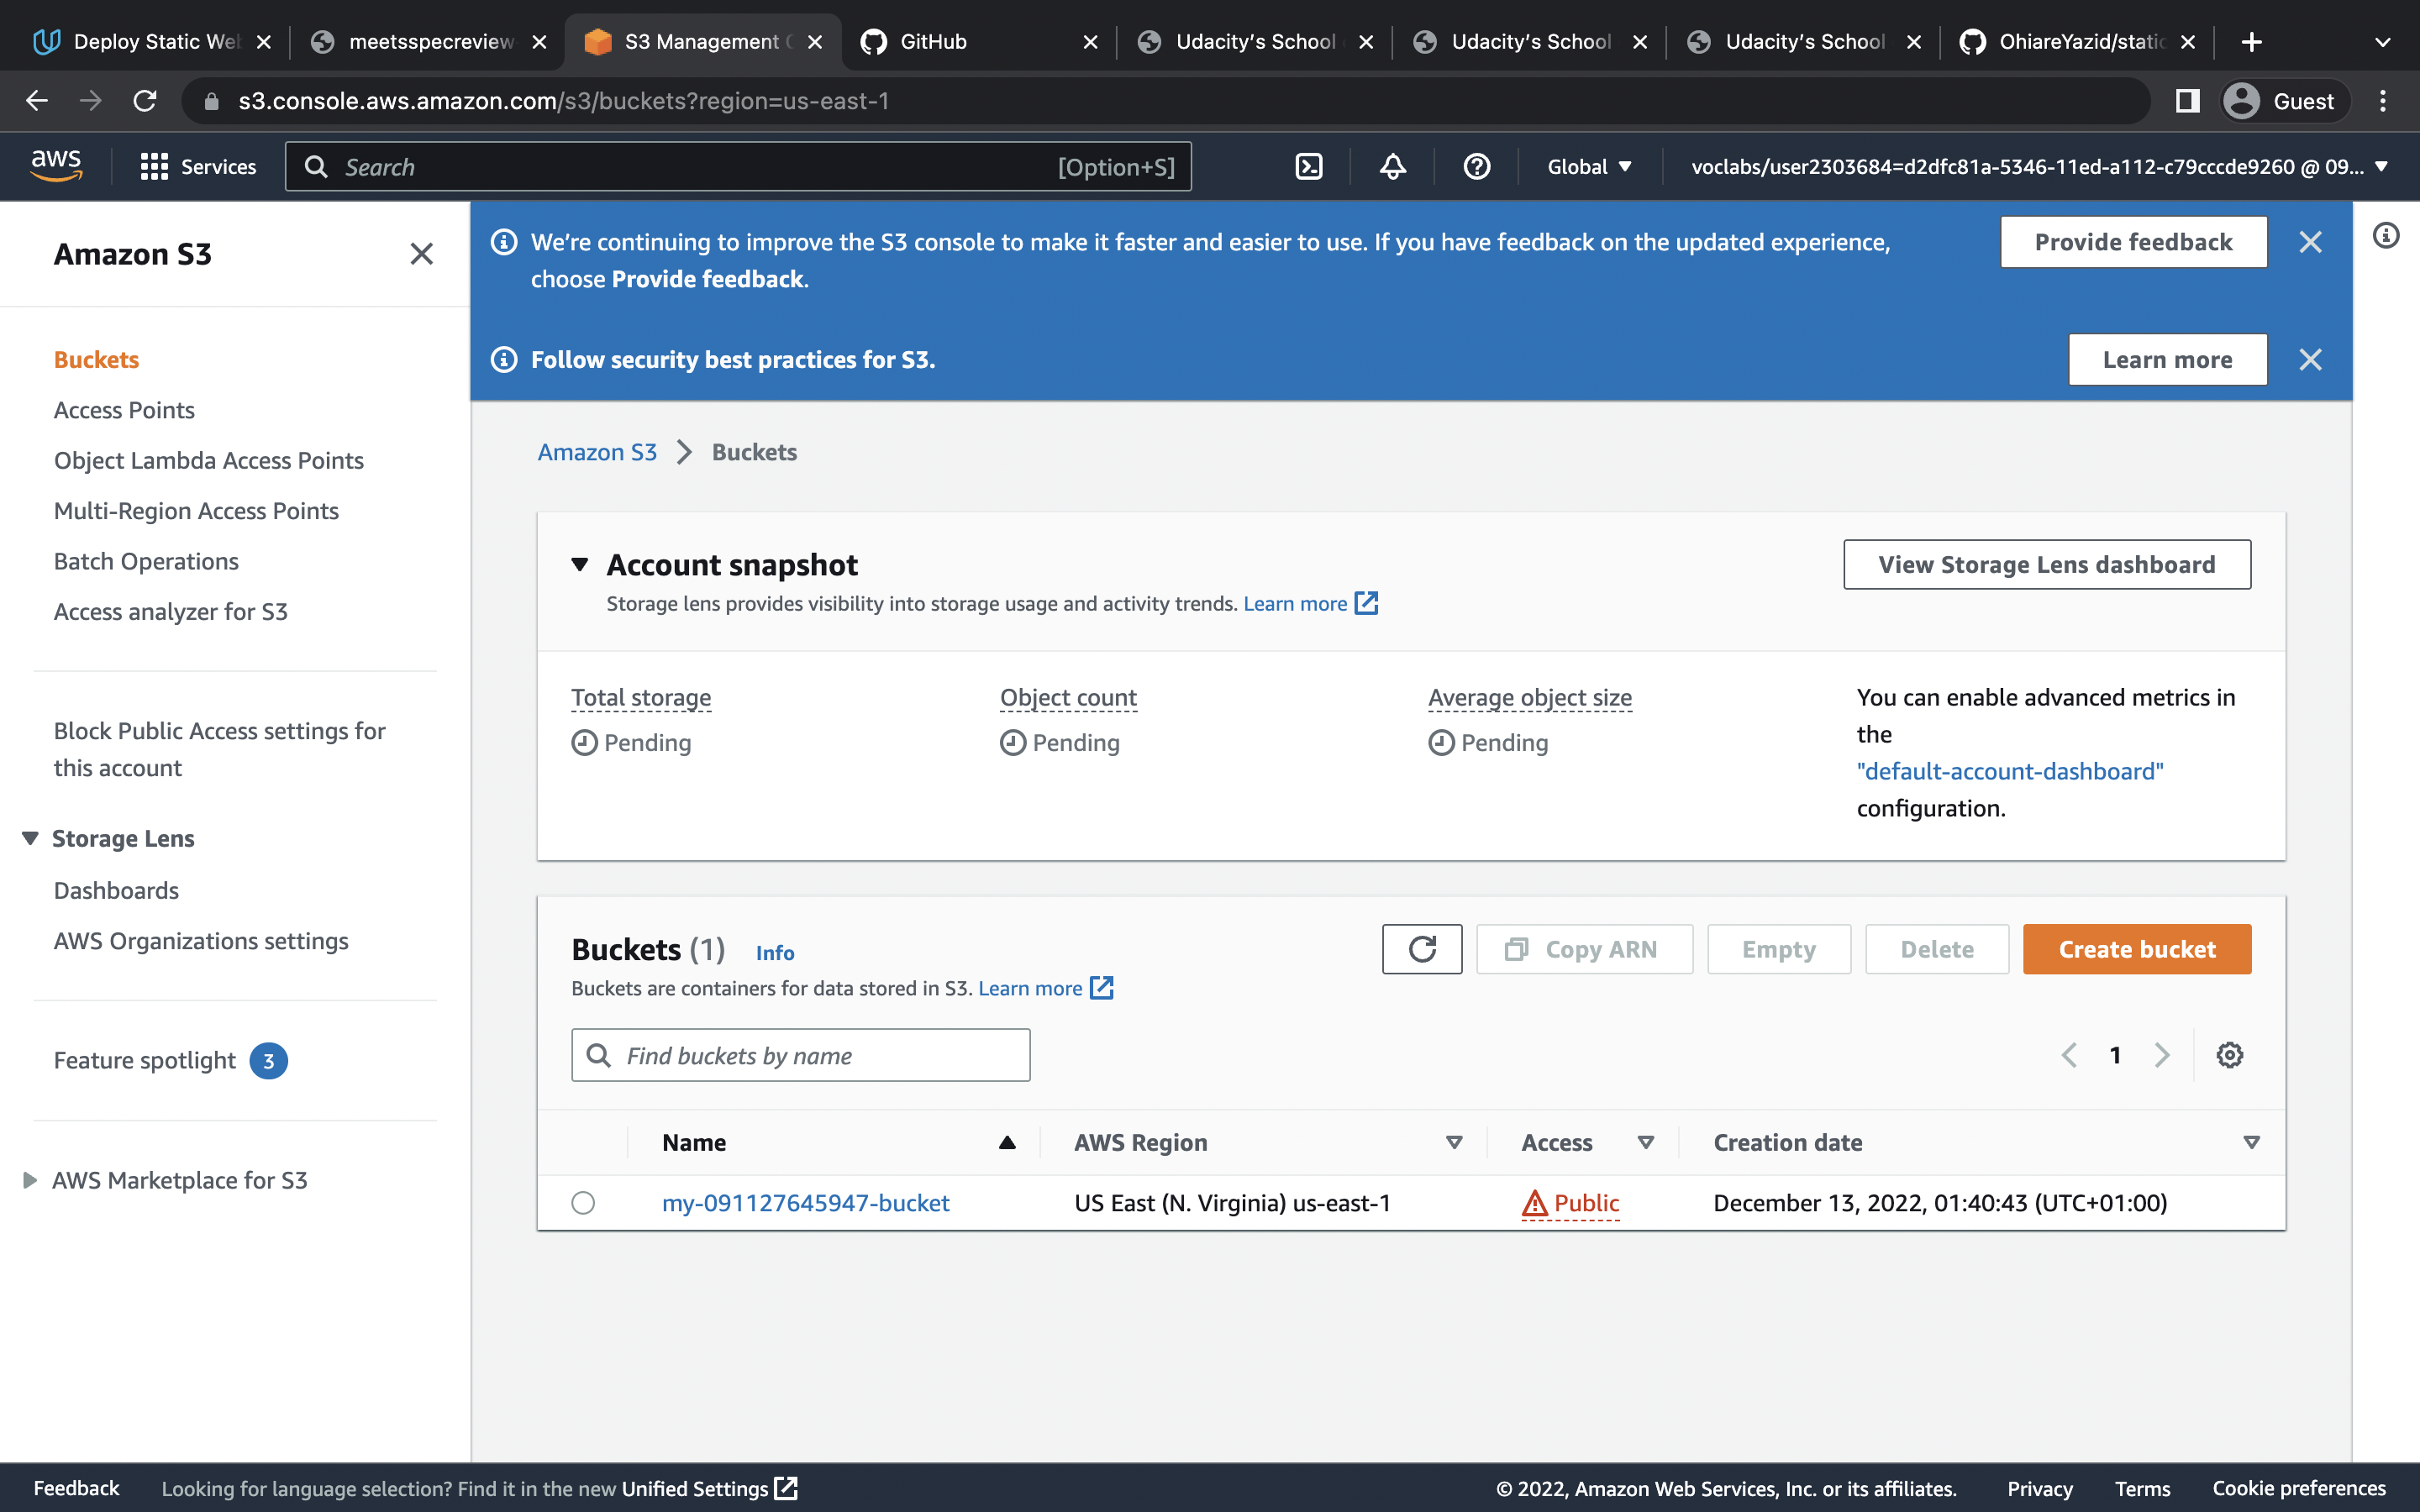 Deploy Static Web
meetsspecreview
S3 Management C
GitHub
Udacity's School
Udacity's School
Udacity's School
OhiareYazid/static
s3.console.aws.amazon.com/s3/buckets?region=us-east-1
Guest
aws
Services
Search
[Option+S]
Global
voclabs/user2303684=d2dfc81a-5346-11ed-a112-c79cccde9260 @ 09...
Amazon S3
Buckets
Access Points
Object Lambda Access Points
Multi-Region Access Points
Batch Operations
Access analyzer for S3
Block Public Access settings for
this account
Storage Lens
Dashboards
AWS Organizations settings
Feature spotlight 3
AWS Marketplace for S3
We're continuing to improve the S3 console to make it faster and easier to use. If you have feedback on the updated experience,
choose Provide feedback.
Provide feedback
Follow security best practices for S3.
Learn more
Amazon S3 > Buckets
Account snapshot
Storage lens provides visibility into storage usage and activity trends. Learn more
View Storage Lens dashboard
Total storage
Pending
Object count
Pending
Average object size
Pending
You can enable advanced metrics in
the
"default-account-dashboard"
configuration.
Buckets (1) Info
Buckets are containers for data stored in S3. Learn more
Copy ARN
Empty
Delete
Create bucket
Find buckets by name
1
Name AWS Region Access Creation date
my-091127645947-bucket US East (N. Virginia) us-east-1 Public December 13, 2022, 01:40:43 (UTC+01:00)
Feedback Looking for language selection? Find it in the new Unified Settings © 2022, Amazon Web Services, Inc. or its affiliates. Privacy Terms Cookie preferences